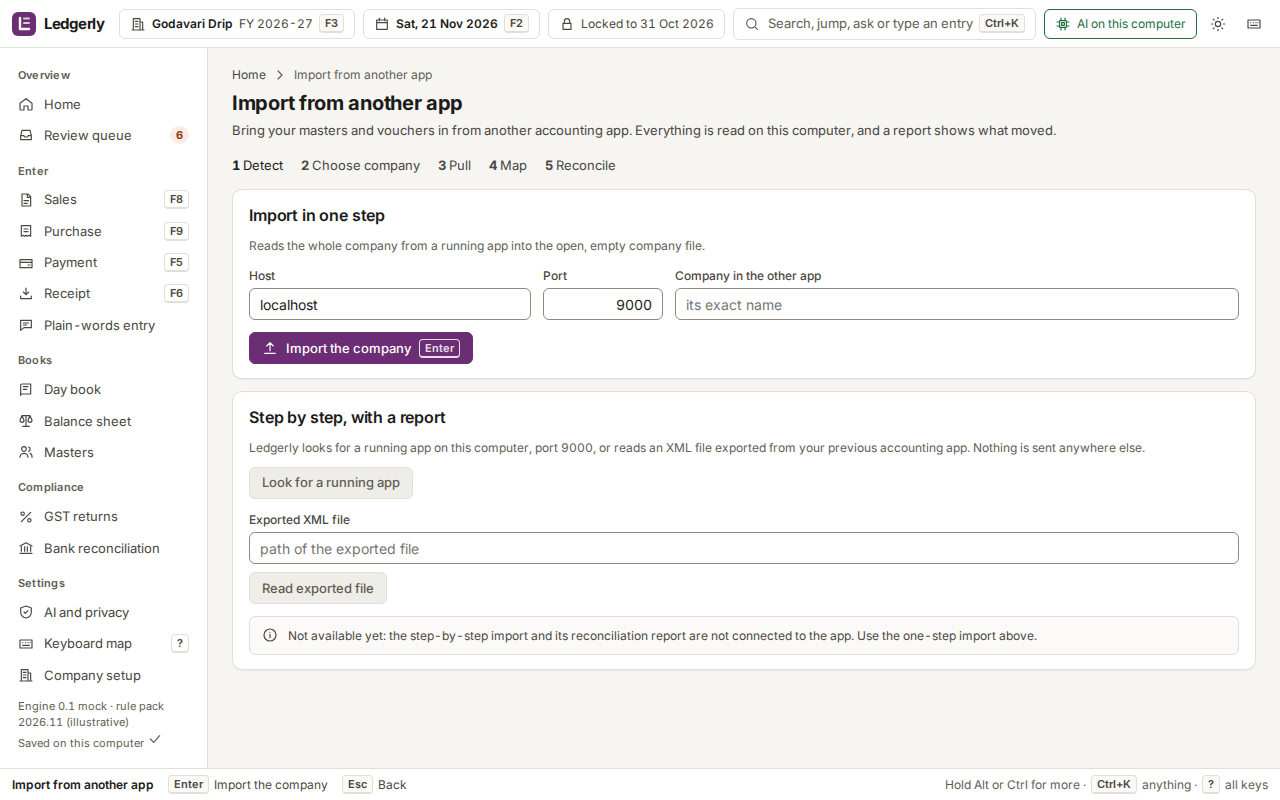 Ledgerly
Godavari Drip FY 2026-27 F3
Sat, 21 Nov 2026 F2
Locked to 31 Oct 2026
Search, jump, ask or type an entry Ctrl+K
AI on this computer
Overview
Home
Review queue 6
Enter
Sales F8
Purchase F9
Payment F5
Receipt F6
Plain-words entry
Books
Day book
Balance sheet
Masters
Compliance
GST returns
Bank reconciliation
Settings
AI and privacy
Keyboard map ?
Company setup
Engine 0.1 mock · rule pack
2026.11 (illustrative)
Saved on this computer
Home Import from another app
Import from another app
Bring your masters and vouchers in from another accounting app. Everything is read on this computer, and a report shows what moved.
1 Detect 2 Choose company 3 Pull 4 Map 5 Reconcile
Import in one step
Reads the whole company from a running app into the open, empty company file.
Host Port Company in the other app
localhost 9000 its exact name
Import the company Enter
Step by step, with a report
Ledgerly looks for a running app on this computer, port 9000, or reads an XML file exported from your previous accounting app. Nothing is sent anywhere else.
Look for a running app
Exported XML file
path of the exported file
Read exported file
Not available yet: the step-by-step import and its reconciliation report are not connected to the app. Use the one-step import above.
Import from another app Enter Import the company Esc Back
Hold Alt or Ctrl for more · Ctrl+K anything · ? all keys